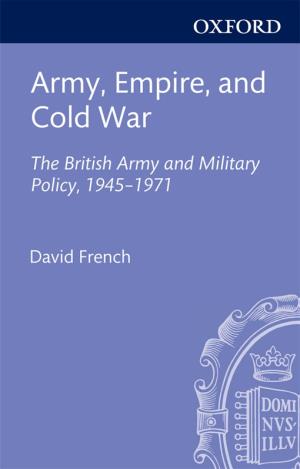 OXFORD
Army, Empire, and
Cold War
The British Army and Military
Policy, 1945–1971
David French
DOMI
NVS·
ILLV